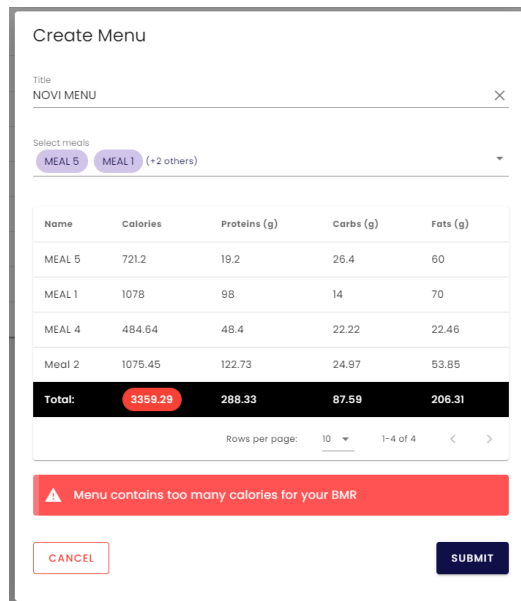 Create Menu
Title
NOVI MENU
Select meals
MEAL 5 MEAL 1 (+2 others)
Name Calories Proteins (g) Carbs (g) Fats (g)
MEAL 5 721.2 19.2 26.4 60
MEAL 1 1078 98 14 70
MEAL 4 484.64 48.4 22.22 22.46
Meal 2 1075.45 122.73 24.97 53.85
Total: 3359.29 288.33 87.59 206.31
Rows per page: 10 1-4 of 4
Menu contains too many calories for your BMR
CANCEL SUBMIT